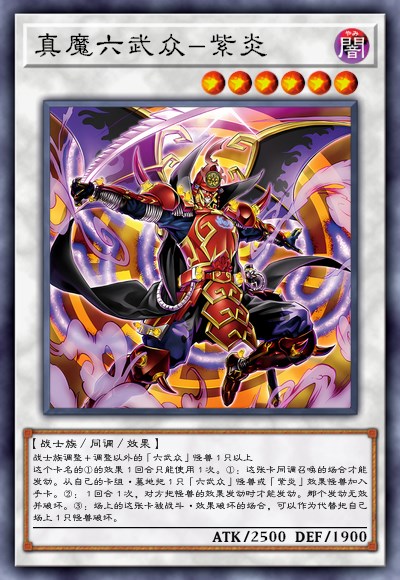 真魔六武众-紫炎
やみ
闇
【战士族/同调/效果】
战士族调整+调整以外的「六武众」怪兽1只以上
这个卡名的①的效果1回合只能使用1次。①：这张卡同调召唤的场合才能
发动。从自己的卡组·墓地把1只「六武众」怪兽或「紫炎」效果怪兽加入
手卡。②：1回合1次，对方把怪兽的效果发动时才能发动。那个发动无效
并破坏。③：场上的这张卡被战斗·效果破坏的场合，可以作为代替把自己
场上1只怪兽破坏。
ATK/2500 DEF/1900